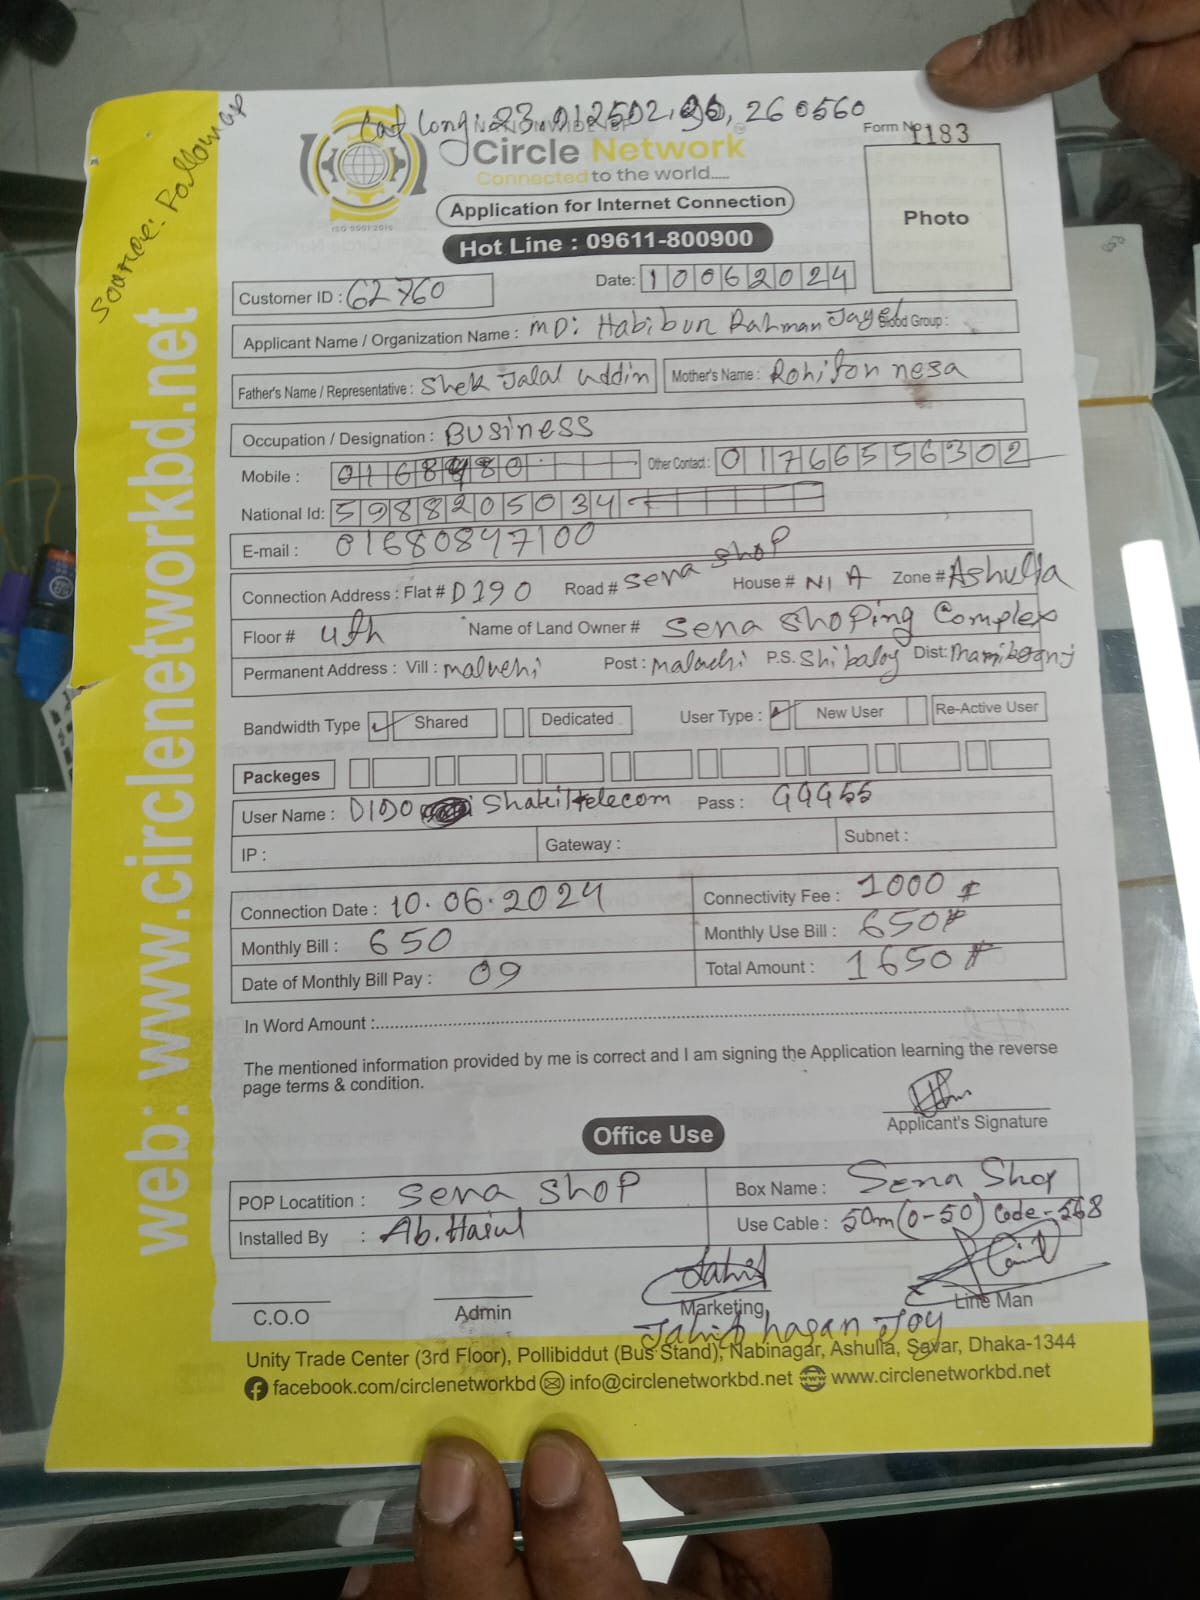 Lat Long: 23.912502, 90, 260560
Source: Followup
NATIONWIDE ISP
Circle Network
Connected to the world.....
ISO 9001:2015
Form No 1183
Photo
Application for Internet Connection
Hot Line : 09611-800900
Customer ID : 62760
Date: 10062024
Applicant Name / Organization Name : MD: Habibur Rahman Jayed Blood Group :
Father's Name / Representative : Shek Jalal uddin Mother's Name : Rohiton nesa
Occupation / Designation : BUSiness
Mobile : Other Contact : 01766556302
National Id: 5988205034
E-mail : 01680847100
Connection Address : Flat # D190 Road # Sena Shop House # N/A Zone # Ashulia
Floor # 4th Name of Land Owner # Sena Shoping Complex
Permanent Address : Vill : maluchi Post : malachi P.S. Shibaloy Dist:
Bandwidth Type Shared Dedicated User Type : New User Re-Active User
Packeges
User Name : D190 Shakiltelecom Pass : 99955
IP : Gateway : Subnet :
Connection Date : 10.06.2024 Connectivity Fee : 1000
Monthly Bill : 650 Monthly Use Bill : 650
Date of Monthly Bill Pay : 09 Total Amount : 1650
In Word Amount :
The mentioned information provided by me is correct and I am signing the Application learning the reverse
page terms & condition.
Applicant's Signature
Office Use
POP Locatition : Sena Shop Box Name : Sena Shop
Installed By : Ab. Use Cable : 50m (0-50) Code-568
C.O.O Admin Marketing Line Man
Jahid hasan Joy
Unity Trade Center (3rd Floor), Pollibiddut (Bus Stand), Nabinagar, Ashulia, Savar, Dhaka-1344
facebook.com/circlenetworkbd info@circlenetworkbd.net www.circlenetworkbd.net
web: www.circlenetworkbd.net